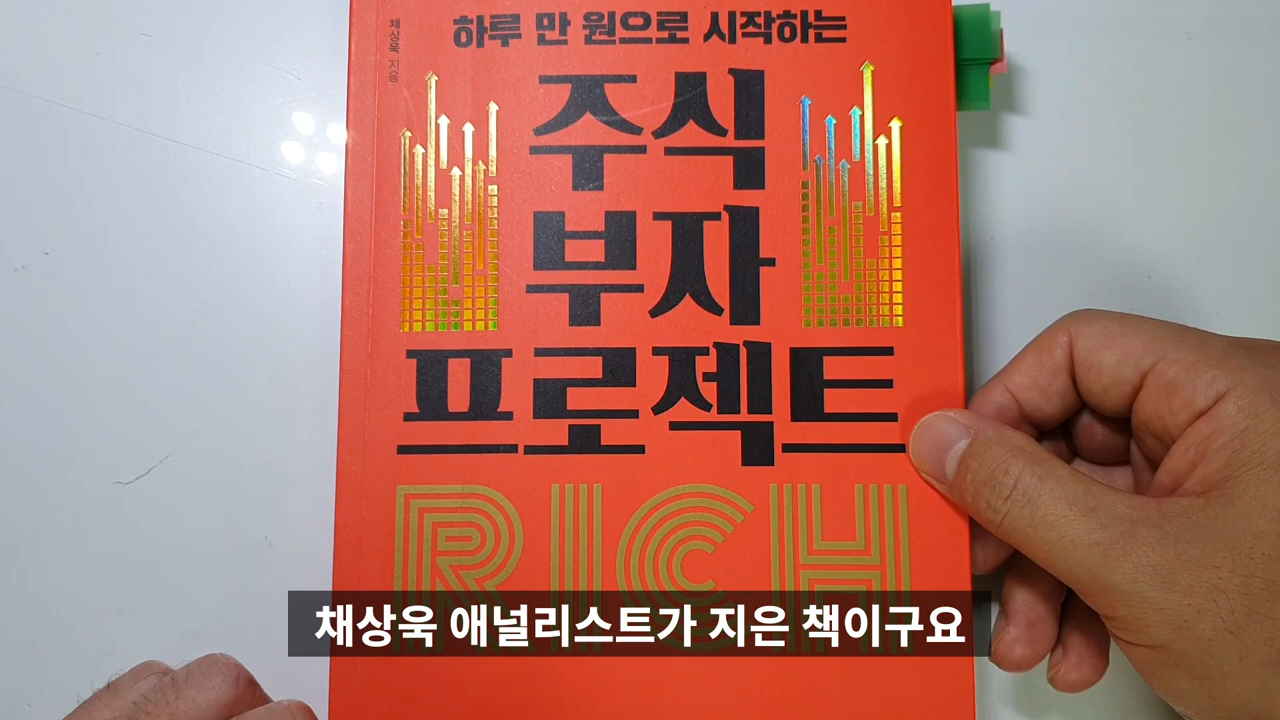 채상욱 지음
하루 만 원으로 시작하는
주식
부자
프로젝트
RICH
채상욱 애널리스트가 지은 책이구요